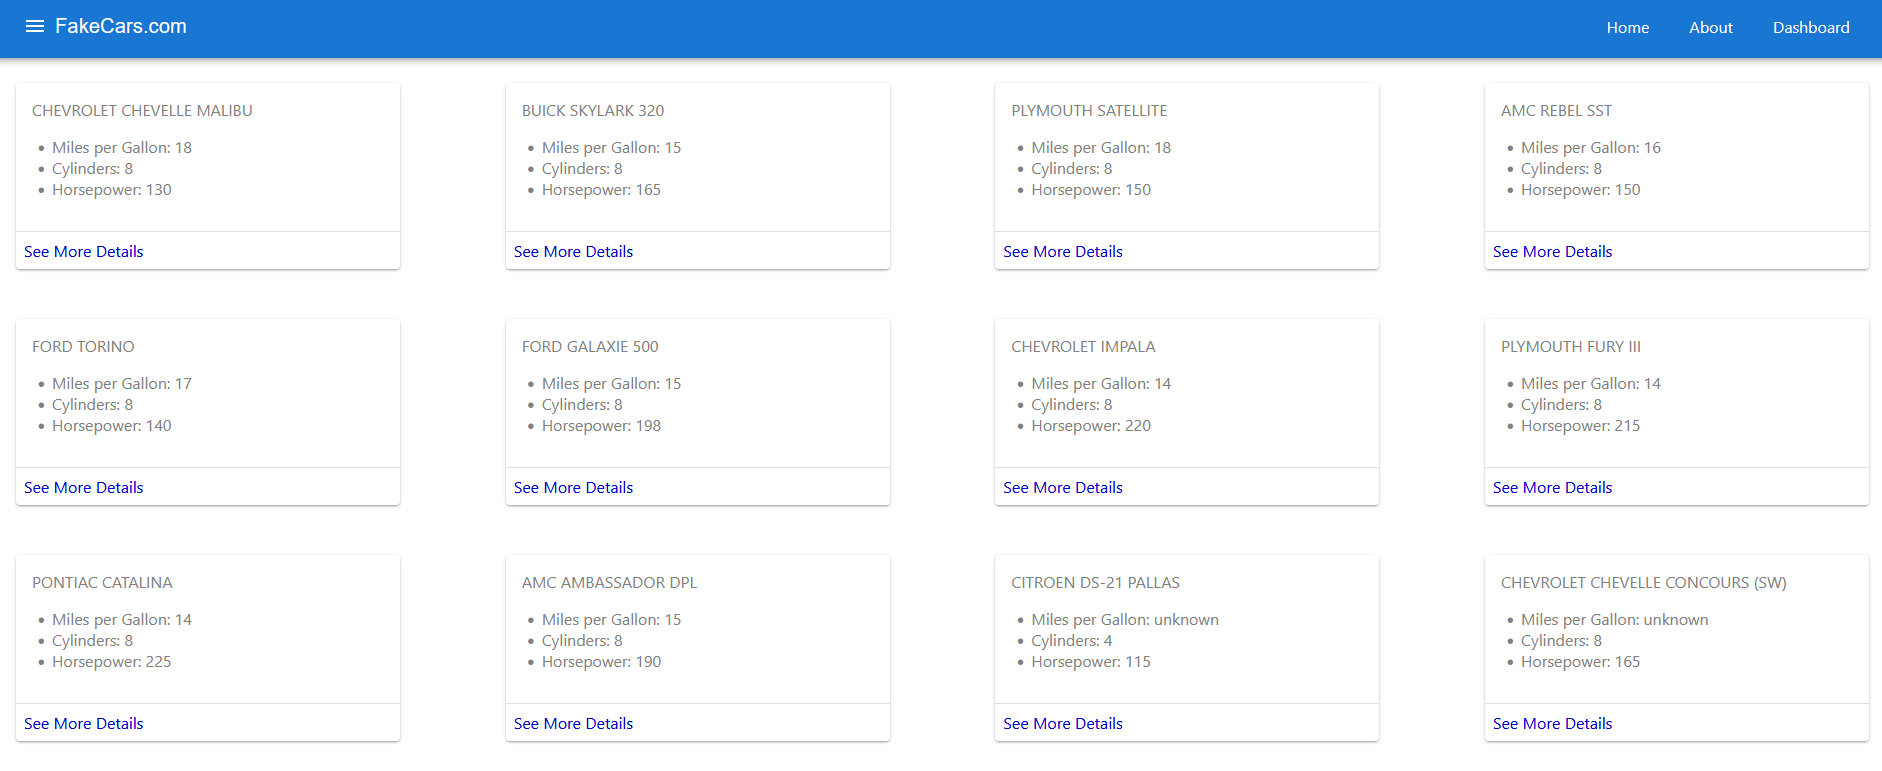 FakeCars.com
Home
About
Dashboard
CHEVROLET CHEVELLE MALIBU
Miles per Gallon: 18
Cylinders: 8
Horsepower: 130
See More Details
BUICK SKYLARK 320
Miles per Gallon: 15
Cylinders: 8
Horsepower: 165
See More Details
PLYMOUTH SATELLITE
Miles per Gallon: 18
Cylinders: 8
Horsepower: 150
See More Details
AMC REBEL SST
Miles per Gallon: 16
Cylinders: 8
Horsepower: 150
See More Details
FORD TORINO
Miles per Gallon: 17
Cylinders: 8
Horsepower: 140
See More Details
FORD GALAXIE 500
Miles per Gallon: 15
Cylinders: 8
Horsepower: 198
See More Details
CHEVROLET IMPALA
Miles per Gallon: 14
Cylinders: 8
Horsepower: 220
See More Details
PLYMOUTH FURY III
Miles per Gallon: 14
Cylinders: 8
Horsepower: 215
See More Details
PONTIAC CATALINA
Miles per Gallon: 14
Cylinders: 8
Horsepower: 225
See More Details
AMC AMBASSADOR DPL
Miles per Gallon: 15
Cylinders: 8
Horsepower: 190
See More Details
CITROEN DS-21 PALLAS
Miles per Gallon: unknown
Cylinders: 4
Horsepower: 115
See More Details
CHEVROLET CHEVELLE CONCOURS (SW)
Miles per Gallon: unknown
Cylinders: 8
Horsepower: 165
See More Details